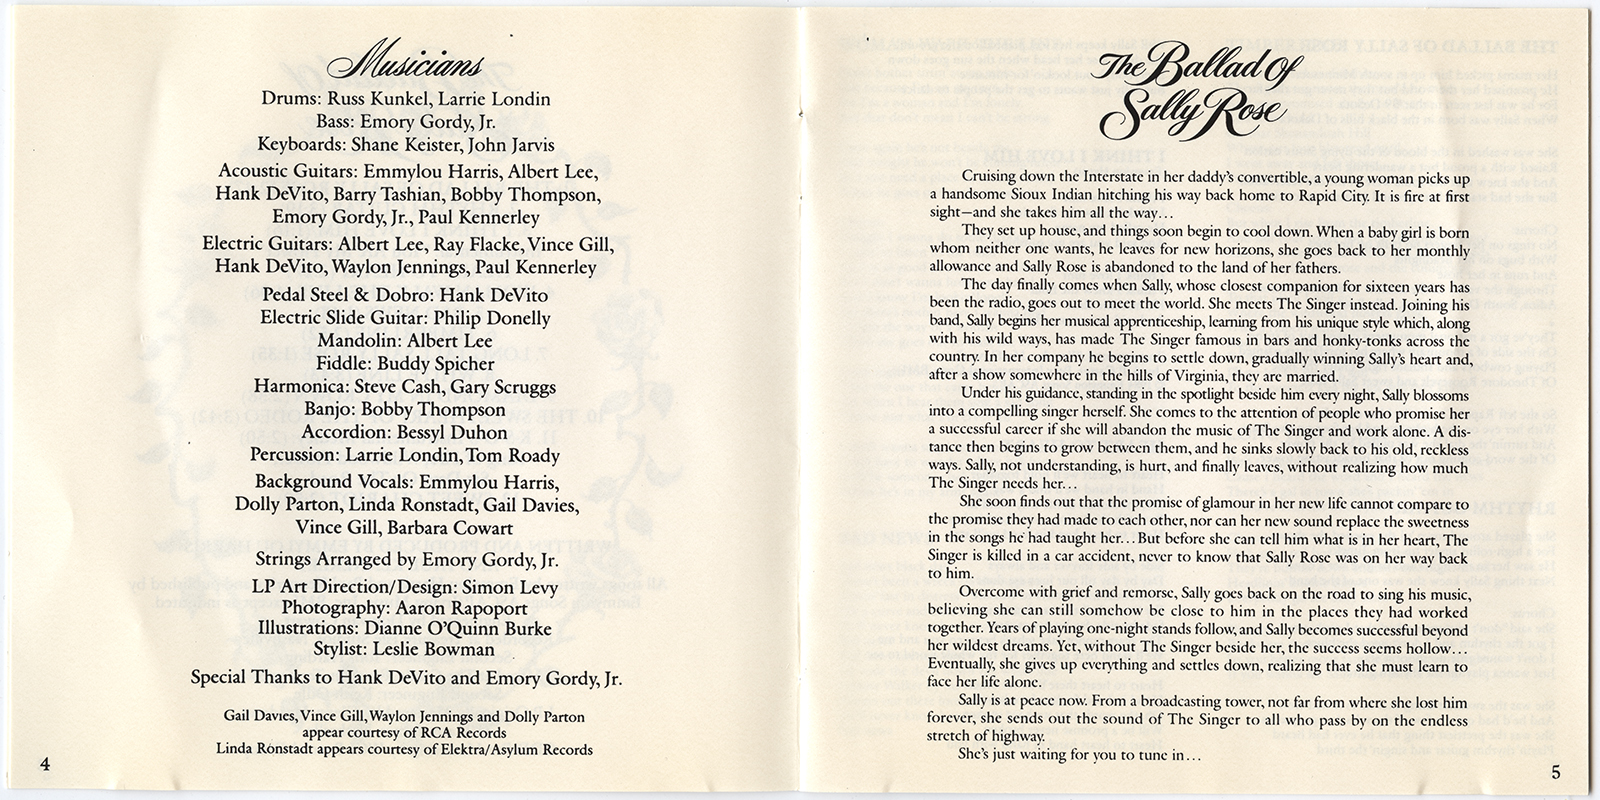 Musicians
Drums: Russ Kunkel, Larrie Londin
Bass: Emory Gordy, Jr.
Keyboards: Shane Keister, John Jarvis
Acoustic Guitars: Emmylou Harris, Albert Lee,
Hank DeVito, Barry Tashian, Bobby Thompson,
Emory Gordy, Jr., Paul Kennerley
Electric Guitars: Albert Lee, Ray Flacke, Vince Gill,
Hank DeVito, Waylon Jennings, Paul Kennerley
Pedal Steel & Dobro: Hank DeVito
Electric Slide Guitar: Philip Donelly
Mandolin: Albert Lee
Fiddle: Buddy Spicher
Harmonica: Steve Cash, Gary Scruggs
Banjo: Bobby Thompson
Accordion: Bessyl Duhon
Percussion: Larrie Londin, Tom Roady
Background Vocals: Emmylou Harris,
Dolly Parton, Linda Ronstadt, Gail Davies,
Vince Gill, Barbara Cowart
Strings Arranged by Emory Gordy, Jr.
LP Art Direction/Design: Simon Levy
Photography: Aaron Rapoport
Illustrations: Dianne O'Quinn Burke
Stylist: Leslie Bowman
Special Thanks to Hank DeVito and Emory Gordy, Jr.
Gail Davies, Vince Gill, Waylon Jennings and Dolly Parton
appear courtesy of RCA Records
Linda Ronstadt appears courtesy of Elektra/Asylum Records
4
The Ballad Of
Sally Rose
Cruising down the Interstate in her daddy's convertible, a young woman picks up
a handsome Sioux Indian hitching his way back home to Rapid City. It is fire at first
sight—and she takes him all the way…
They set up house, and things soon begin to cool down. When a baby girl is born
whom neither one wants, he leaves for new horizons, she goes back to her monthly
allowance and Sally Rose is abandoned to the land of her fathers.
The day finally comes when Sally, whose closest companion for sixteen years has
been the radio, goes out to meet the world. She meets The Singer instead. Joining his
band, Sally begins her musical apprenticeship, learning from his unique style which, along
with his wild ways, has made The Singer famous in bars and honky-tonks across the
country. In her company he begins to settle down, gradually winning Sally's heart and,
after a show somewhere in the hills of Virginia, they are married.
Under his guidance, standing in the spotlight beside him every night, Sally blossoms
into a compelling singer herself. She comes to the attention of people who promise her
a successful career if she will abandon the music of The Singer and work alone. A dis-
tance then begins to grow between them, and he sinks slowly back to his old, reckless
ways. Sally, not understanding, is hurt, and finally leaves, without realizing how much
The Singer needs her…
She soon finds out that the promise of glamour in her new life cannot compare to
the promise they had made to each other, nor can her new sound replace the sweetness
in the songs he had taught her…But before she can tell him what is in her heart, The
Singer is killed in a car accident, never to know that Sally Rose was on her way back
to him.
Overcome with grief and remorse, Sally goes back on the road to sing his music,
believing she can still somehow be close to him in the places they had worked
together. Years of playing one-night stands follow, and Sally becomes successful beyond
her wildest dreams. Yet, without The Singer beside her, the success seems hollow…
Eventually, she gives up everything and settles down, realizing that she must learn to
face her life alone.
Sally is at peace now. From a broadcasting tower, not far from where she lost him
forever, she sends out the sound of The Singer to all who pass by on the endless
stretch of highway.
She's just waiting for you to tune in…
5